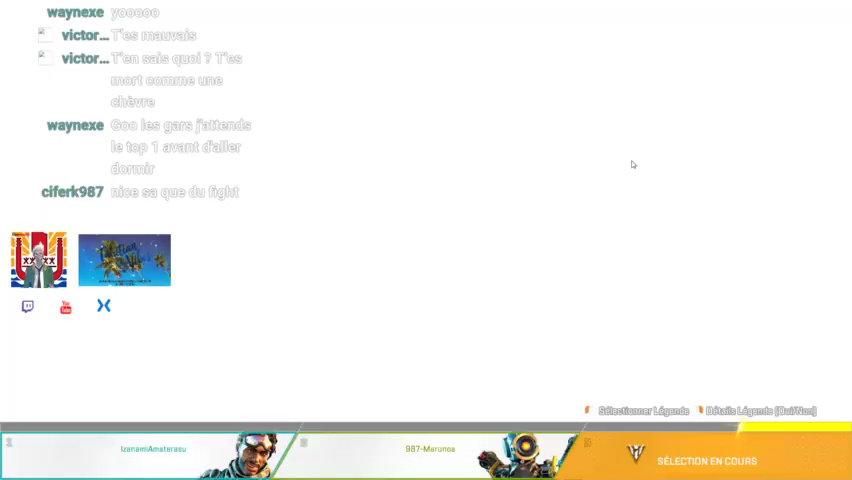 waynexe yooooo
victor... T'es mauvais
victor... T'en sais quoi ? T'es
mort comme une
chèvre
waynexe Goo les gars j'attends
le top 1 avant d'aller
dormir
ciferk987 nice sa que du fight
Sélectionner Légende Détails Légende [Oui/Non]
1 IzanamiAmaterasu
987-Marunoa
SÉLECTION EN COURS